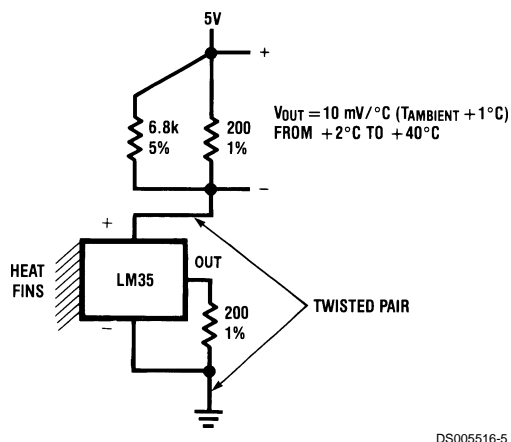 5V
+
6.8k
5%
200
1%
VOUT = 10 mV/°C (TAMBIENT + 1°C)
FROM + 2°C TO + 40°C
−
+
HEAT
FINS
LM35
OUT
−
200
1%
TWISTED PAIR
DS005516-5